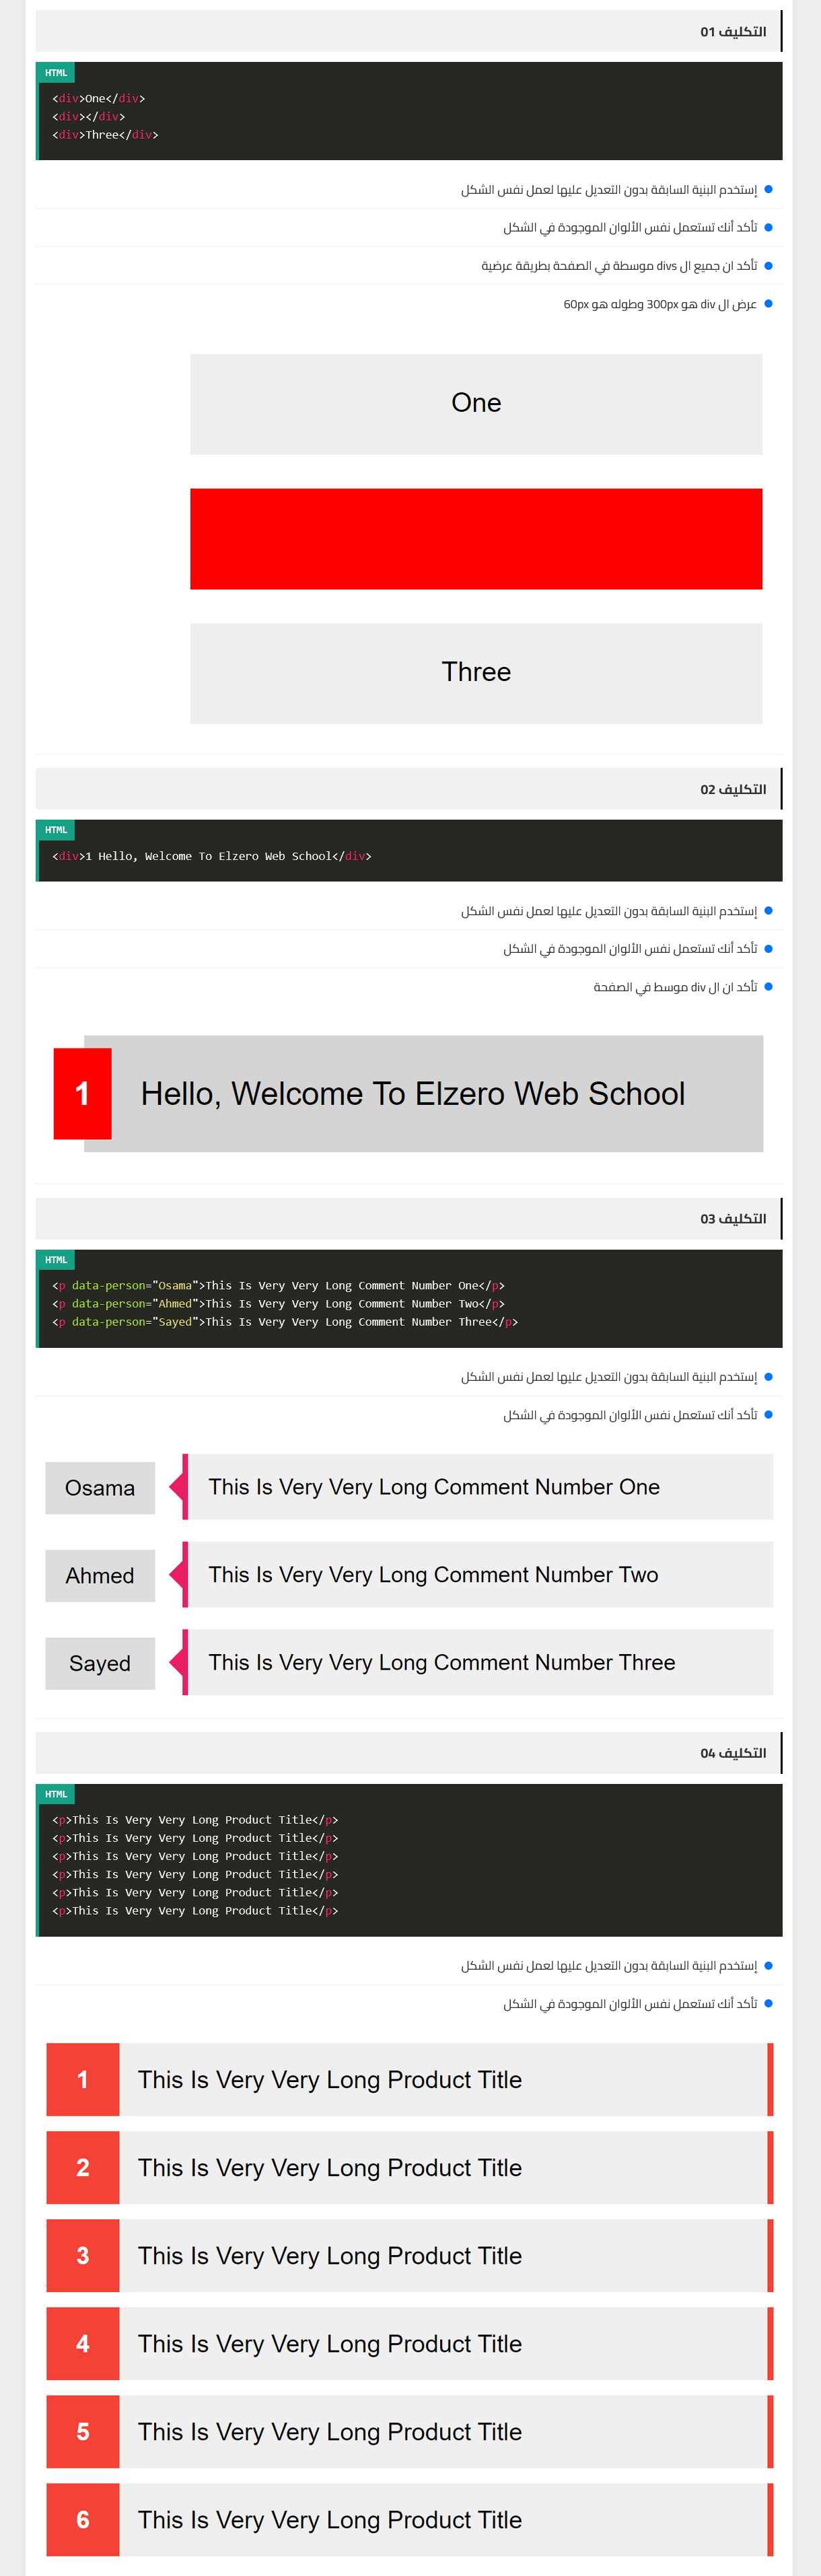 التكليف 01
HTML
<div>One</div>
<div></div>
<div>Three</div>
إستخدم البنية السابقة بدون التعديل عليها لعمل نفس الشكل
تأكد أنك تستعمل نفس الألوان الموجودة في الشكل
تأكد ان جميع ال divs موسطة في الصفحة بطريقة عرضية
عرض ال div هو 300px وطوله هو 60px
One
Three
التكليف 02
HTML
<div>1 Hello, Welcome To Elzero Web School</div>
إستخدم البنية السابقة بدون التعديل عليها لعمل نفس الشكل
تأكد أنك تستعمل نفس الألوان الموجودة في الشكل
تأكد ان ال div موسط في الصفحة
1 Hello, Welcome To Elzero Web School
التكليف 03
HTML
<p data-person="Osama">This Is Very Very Long Comment Number One</p>
<p data-person="Ahmed">This Is Very Very Long Comment Number Two</p>
<p data-person="Sayed">This Is Very Very Long Comment Number Three</p>
إستخدم البنية السابقة بدون التعديل عليها لعمل نفس الشكل
تأكد أنك تستعمل نفس الألوان الموجودة في الشكل
Osama This Is Very Very Long Comment Number One
Ahmed This Is Very Very Long Comment Number Two
Sayed This Is Very Very Long Comment Number Three
التكليف 04
HTML
<p>This Is Very Very Long Product Title</p>
<p>This Is Very Very Long Product Title</p>
<p>This Is Very Very Long Product Title</p>
<p>This Is Very Very Long Product Title</p>
<p>This Is Very Very Long Product Title</p>
<p>This Is Very Very Long Product Title</p>
إستخدم البنية السابقة بدون التعديل عليها لعمل نفس الشكل
تأكد أنك تستعمل نفس الألوان الموجودة في الشكل
1 This Is Very Very Long Product Title
2 This Is Very Very Long Product Title
3 This Is Very Very Long Product Title
4 This Is Very Very Long Product Title
5 This Is Very Very Long Product Title
6 This Is Very Very Long Product Title